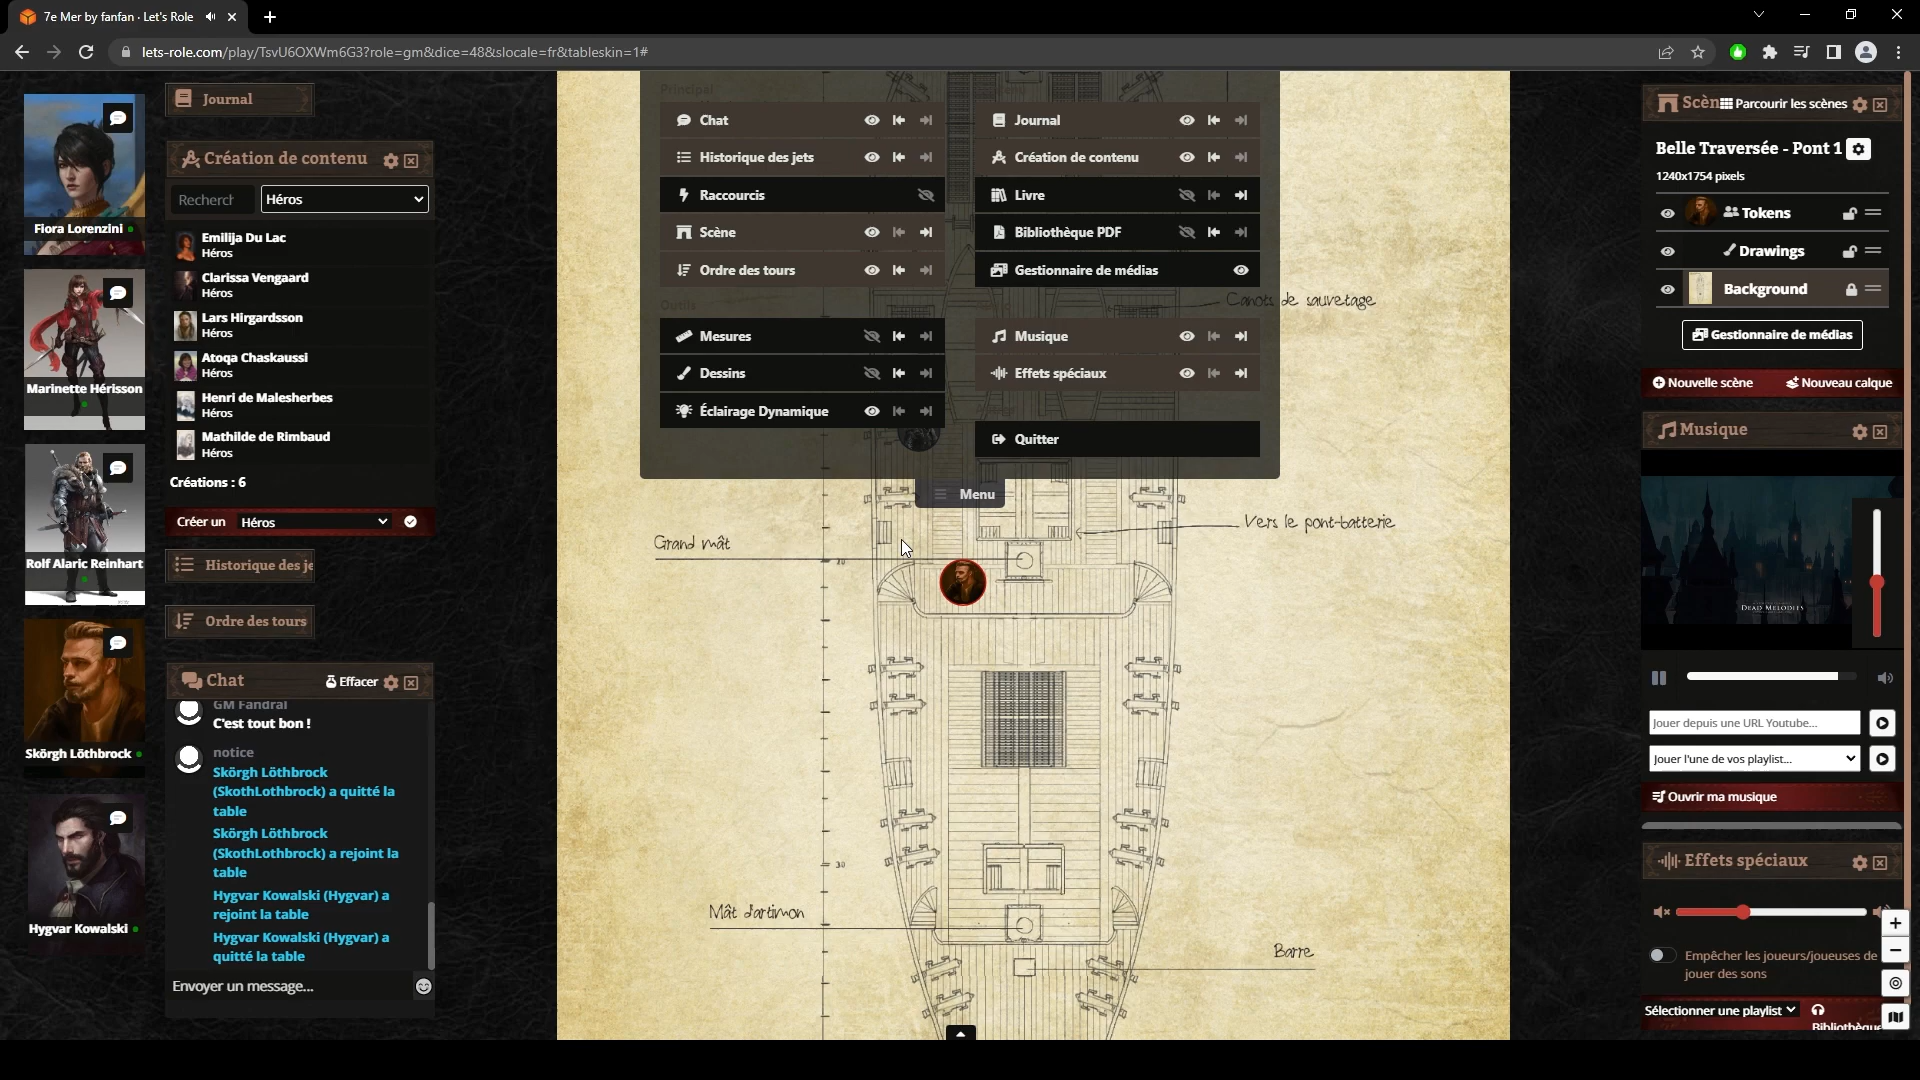 7e Mer by fanfan · Let's Role
lets-role.com/play/TsvU6OXWm6G3?role=gm&dice=48&slocale=fr&tableskin=1#
Fiora Lorenzini
Marinette Hérisson
Rolf Alaric Reinhart
Skörgh Löthbrock
Hygvar Kowalski
Journal
Création de contenu
Recherch
Héros
Emilija Du Lac
Héros
Clarissa Vengaard
Héros
Lars Hirgardsson
Héros
Atoqa Chaskaussi
Héros
Henri de Malesherbes
Héros
Mathilde de Rimbaud
Héros
Créations : 6
Créer un Héros
Historique des je
Ordre des tours
Chat
Effacer
GM Fandral
C'est tout bon !
notice
Skörgh Löthbrock
(SkothLothbrock) a quitté la
table
Skörgh Löthbrock
(SkothLothbrock) a rejoint la
table
Hygvar Kowalski (Hygvar) a
rejoint la table
Hygvar Kowalski (Hygvar) a
quitté la table
Envoyer un message...
Principal
Chat
Historique des jets
Raccourcis
Scène
Ordre des tours
Outils
Mesures
Dessins
Éclairage Dynamique
Journal
Création de contenu
Livre
Bibliothèque PDF
Gestionnaire de médias
Musique
Effets spéciaux
Quitter
Menu
Canots de sauvetage
Vers le pont-batterie
Grand mât
20
30
Mât d'artimon
Barre
Scèn
Parcourir les scènes
Belle Traversée - Pont 1
1240x1754 pixels
Tokens
Drawings
Background
Gestionnaire de médias
Nouvelle scène
Nouveau calque
Musique
DEAD MELODIES
Jouer depuis une URL Youtube...
Jouer l'une de vos playlist...
Ouvrir ma musique
Effets spéciaux
Empêcher les joueurs/joueuses de
jouer des sons
Sélectionner une playlist
Bibliothèque